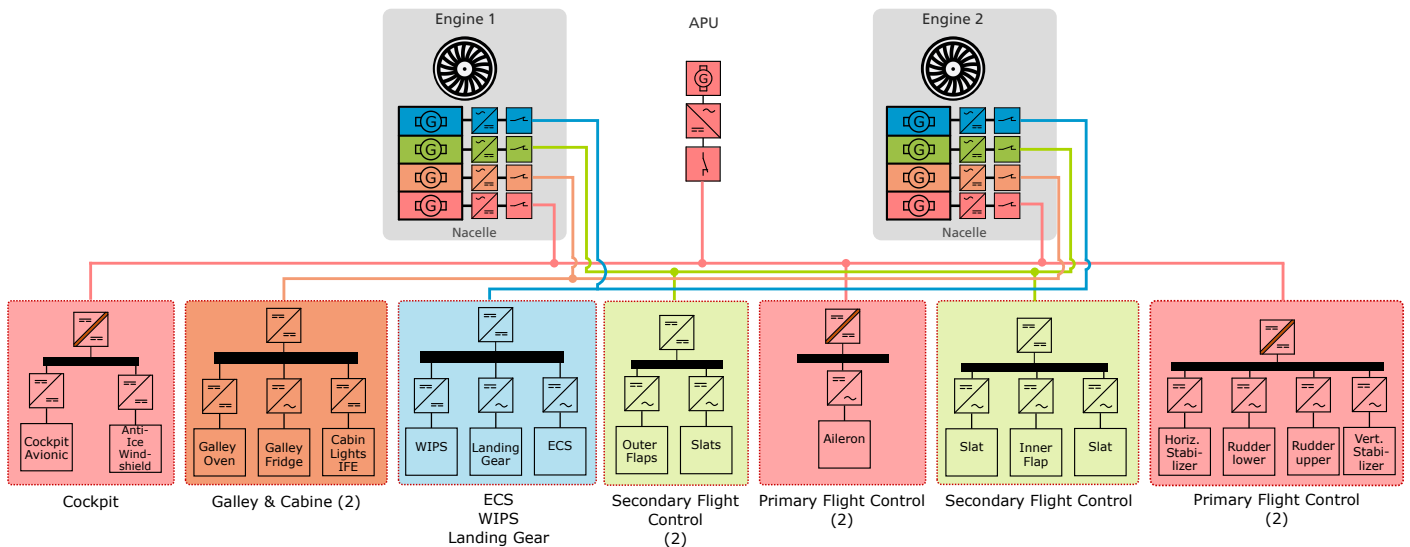 Engine 1
APU
Engine 2
G
G
G
G
G
G
G
G
G
Nacelle
Nacelle
Cockpit
Avionic
Anti-
Ice
Wind-
shield
Galley
Oven
Galley
Fridge
Cabin
Lights
IFE
WIPS
Landing
Gear
ECS
Outer
Flaps
Slats
Aileron
Slat
Inner
Flap
Slat
Horiz.
Stabi-
lizer
Rudder
lower
Rudder
upper
Vert.
Stabi-
lizer
Cockpit
Galley & Cabine (2)
ECS
WIPS
Landing Gear
Secondary Flight
Control
(2)
Primary Flight Control
(2)
Secondary Flight Control
Primary Flight Control
(2)